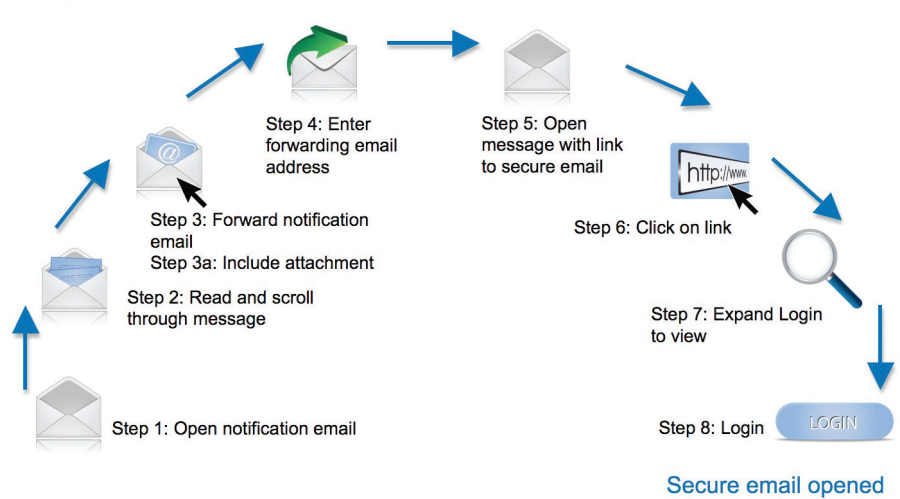 Step 1: Open notification email
Step 2: Read and scroll
through message
Step 3: Forward notification
email
Step 3a: Include attachment
@
Step 4: Enter
forwarding email
address
Step 5: Open
message with link
to secure email
http://www.
Step 6: Click on link
Step 7: Expand Login
to view
Step 8: Login
LOGIN
Secure email opened